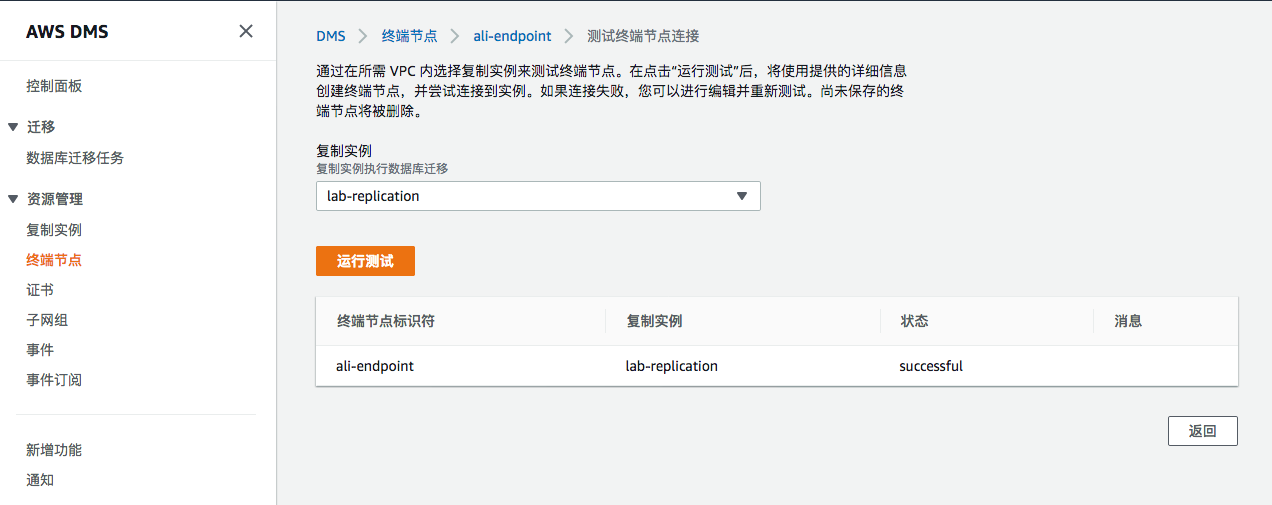 AWS DMS
控制面板
迁移
数据库迁移任务
资源管理
复制实例
终端节点
证书
子网组
事件
事件订阅
新增功能
通知
DMS 终端节点 ali-endpoint 测试终端节点连接
通过在所需 VPC 内选择复制实例来测试终端节点。在点击“运行测试”后，将使用提供的详细信息
创建终端节点，并尝试连接到实例。如果连接失败，您可以进行编辑并重新测试。尚未保存的终
端节点将被删除。
复制实例
复制实例执行数据库迁移
lab-replication
运行测试
终端节点标识符 复制实例 状态 消息
ali-endpoint lab-replication successful
返回